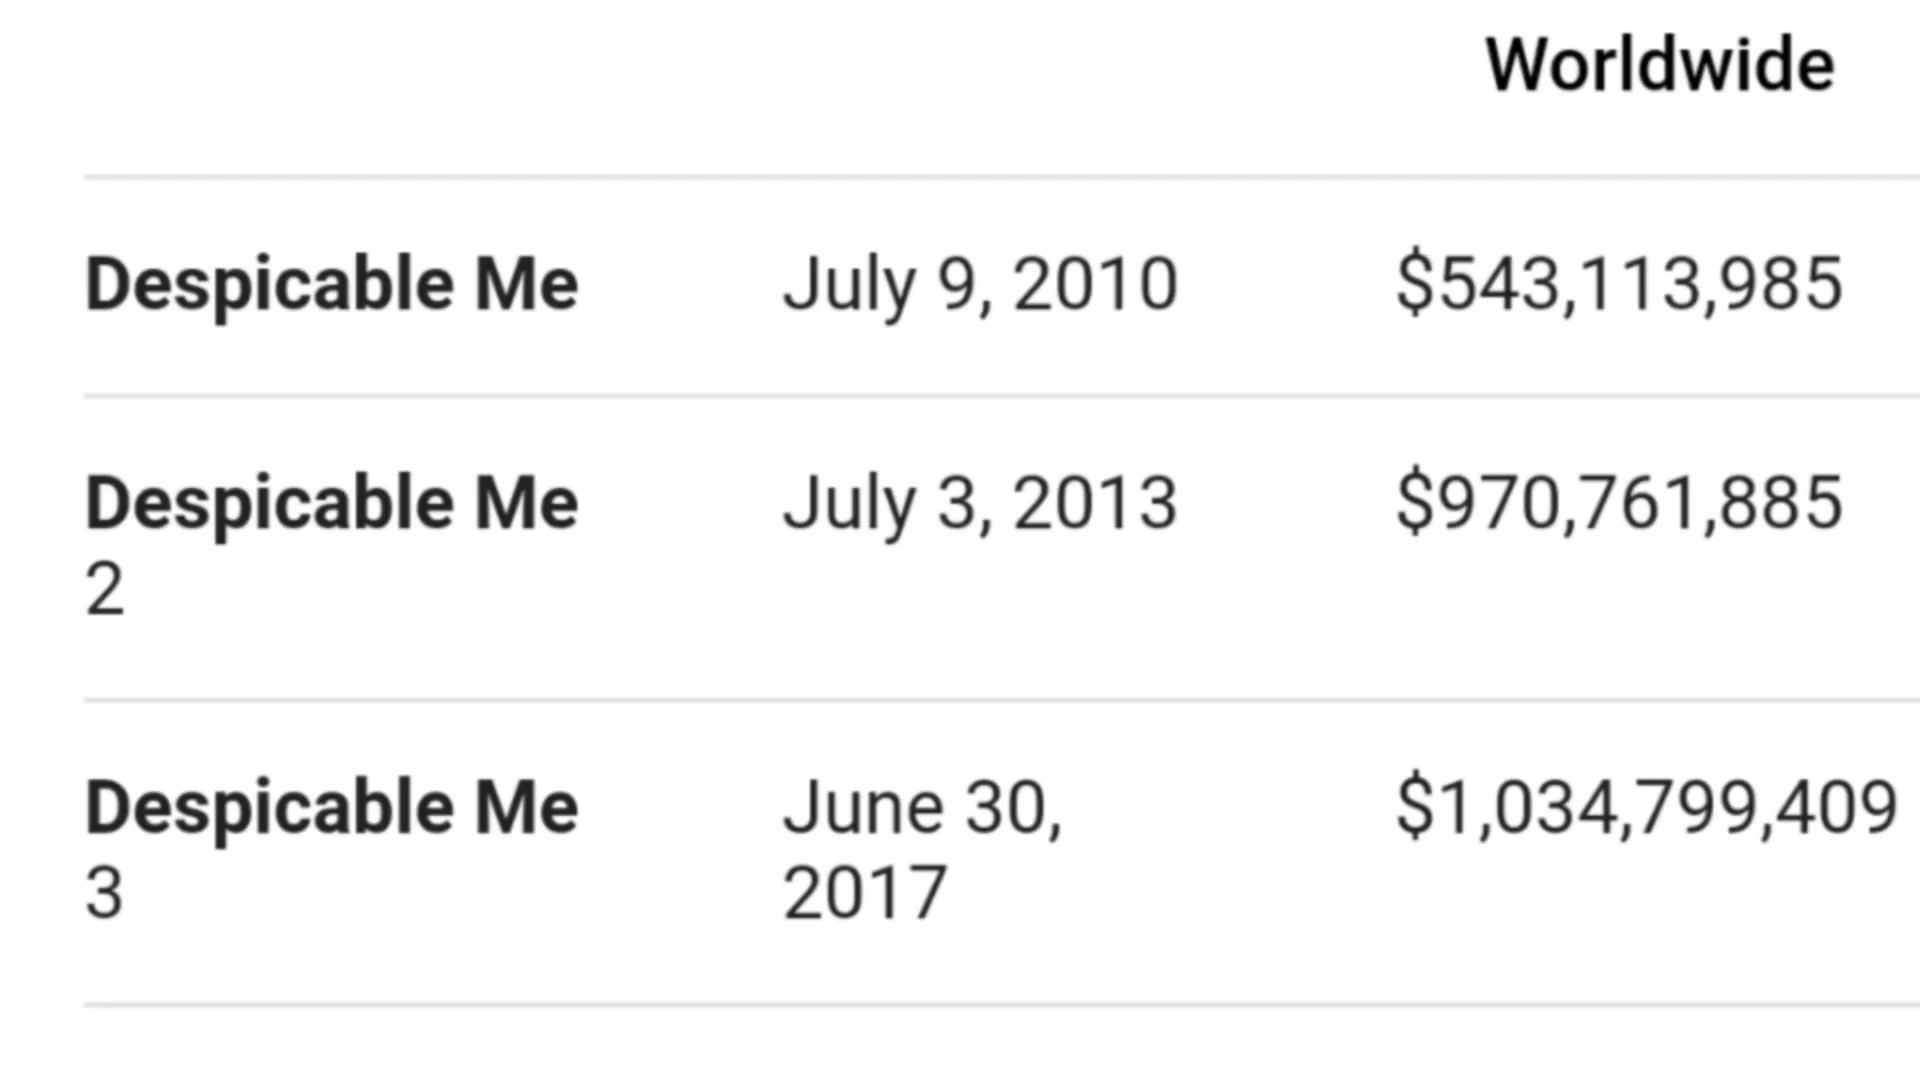 Worldwide
Despicable Me July 9, 2010 $543,113,985
Despicable Me July 3, 2013 $970,761,885
2
Despicable Me June 30, $1,034,799,409
3 2017